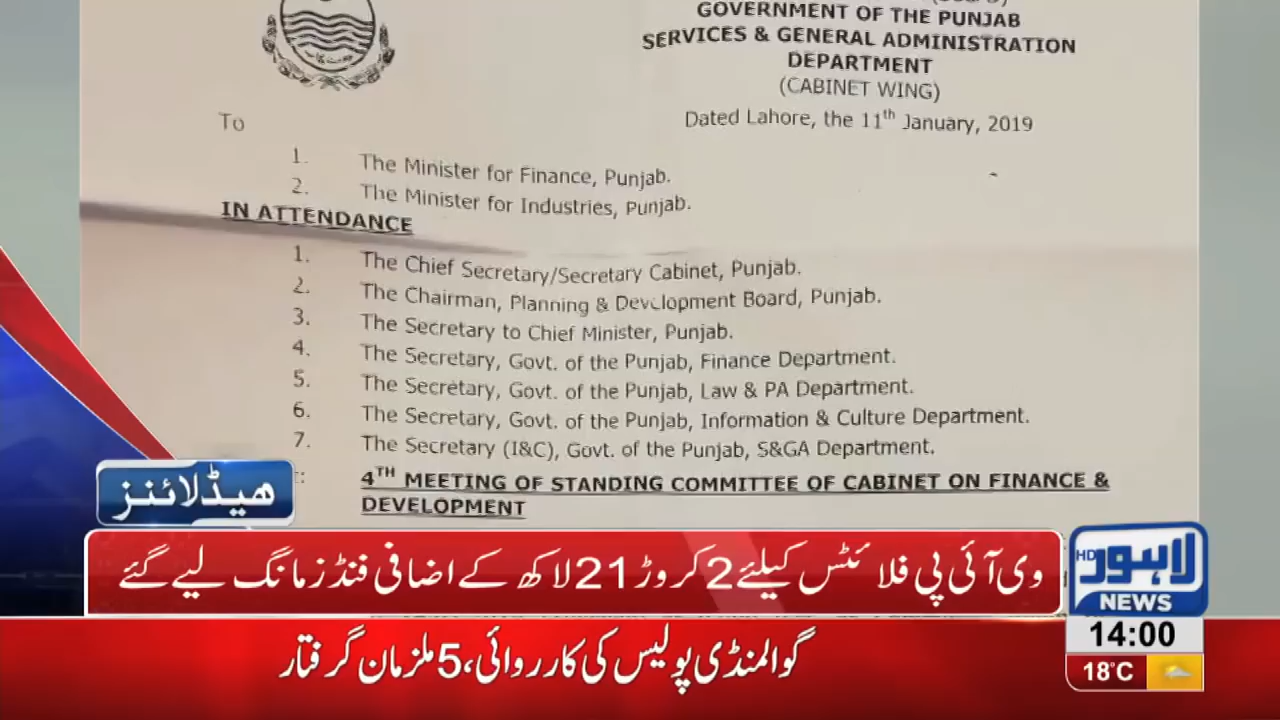 GOVERNMENT OF THE PUNJAB
SERVICES & GENERAL ADMINISTRATION
DEPARTMENT
(CABINET WING)
Dated Lahore, the 11th January, 2019
To
1. The Minister for Finance, Punjab.
2. The Minister for Industries, Punjab.
IN ATTENDANCE
1. The Chief Secretary/Secretary Cabinet, Punjab.
2. The Chairman, Planning & Development Board, Punjab.
3. The Secretary to Chief Minister, Punjab.
4. The Secretary, Govt. of the Punjab, Finance Department.
5. The Secretary, Govt. of the Punjab, Law & PA Department.
6. The Secretary, Govt. of the Punjab, Information & Culture Department.
7. The Secretary (I&C), Govt. of the Punjab, S&GA Department.
4TH MEETING OF STANDING COMMITTEE OF CABINET ON FINANCE &
DEVELOPMENT
ہیڈلائنز
وی آئی پی فلائٹس کیلئے 2 کروڑ 21 لاکھ کے اضافی فنڈز مانگ لیے گئے
لاہور HD
NEWS
14:00
18°C
گوالمنڈی پولیس کی کارروائی، 5 ملزمان گرفتار